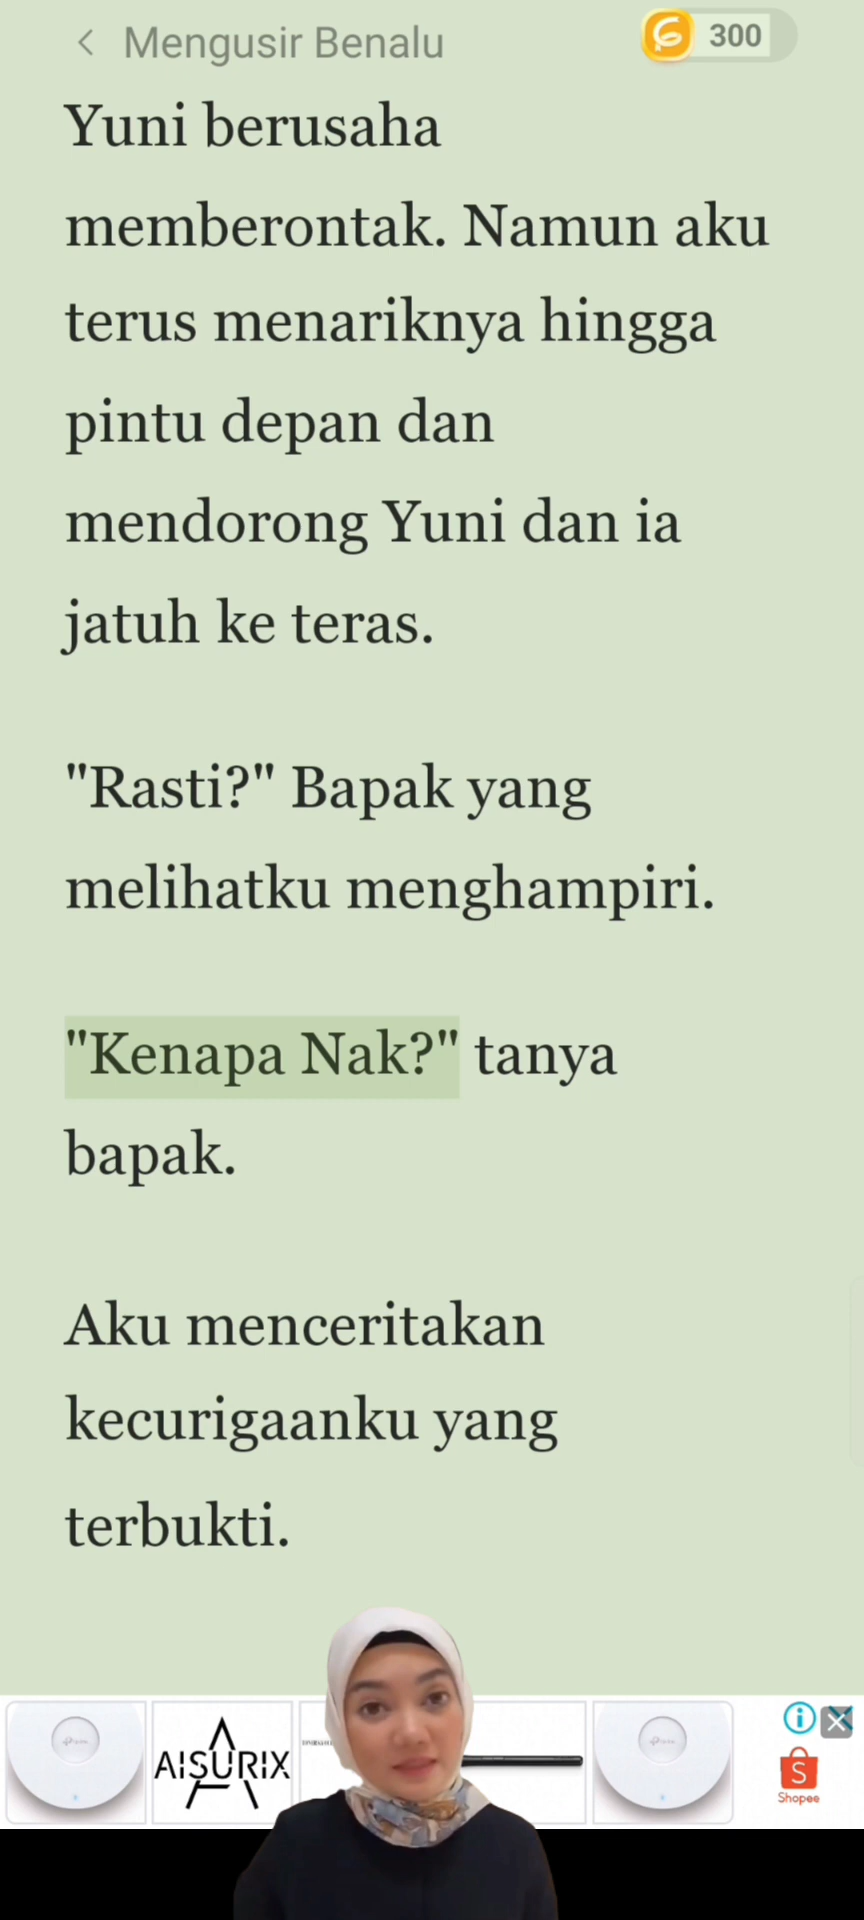 Mengusir Benalu
300
Yuni berusaha
memberontak. Namun aku
terus menariknya hingga
pintu depan dan
mendorong Yuni dan ia
jatuh ke teras.
"Rasti?" Bapak yang
melihatku menghampiri.
"Kenapa Nak?" tanya
bapak.
Aku menceritakan
kecurigaanku yang
terbukti.
AISURIX
Shopee